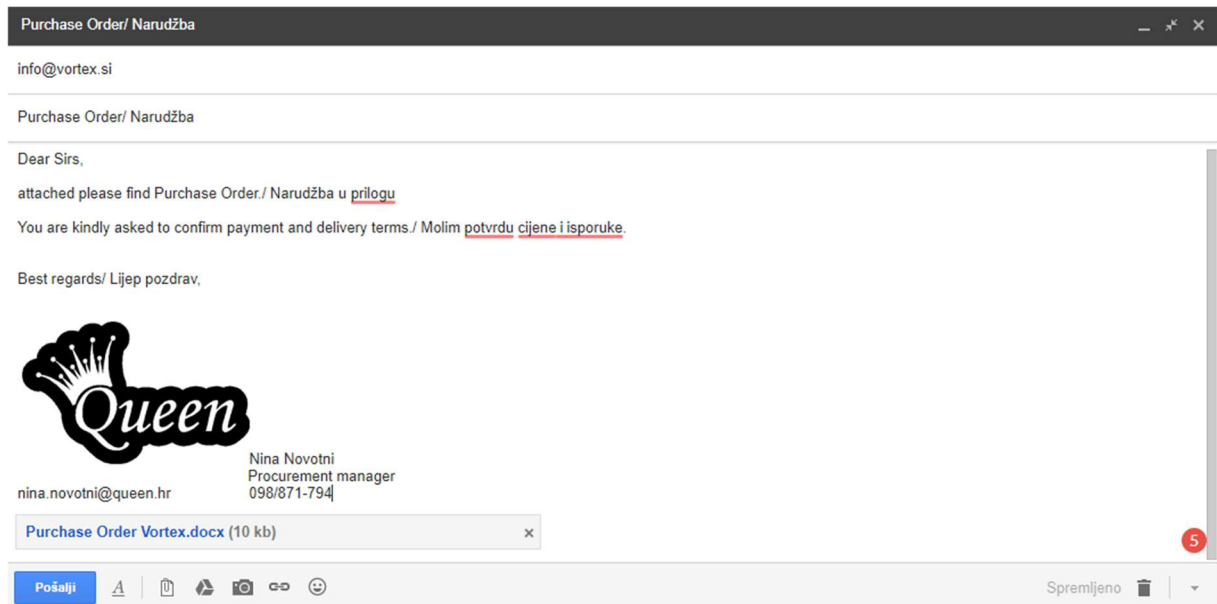 Purchase Order/ Narudžba
info@vortex.si
Purchase Order/ Narudžba
Dear Sirs,
attached please find Purchase Order./ Narudžba u prilogu
You are kindly asked to confirm payment and delivery terms./ Molim potvrdu cijene i isporuke.
Best regards/ Lijep pozdrav,
Queen
Nina Novotni
Procurement manager
nina.novotni@queen.hr 098/871-794
Purchase Order Vortex.docx (10 kb)
5
Pošalji A Spremljeno